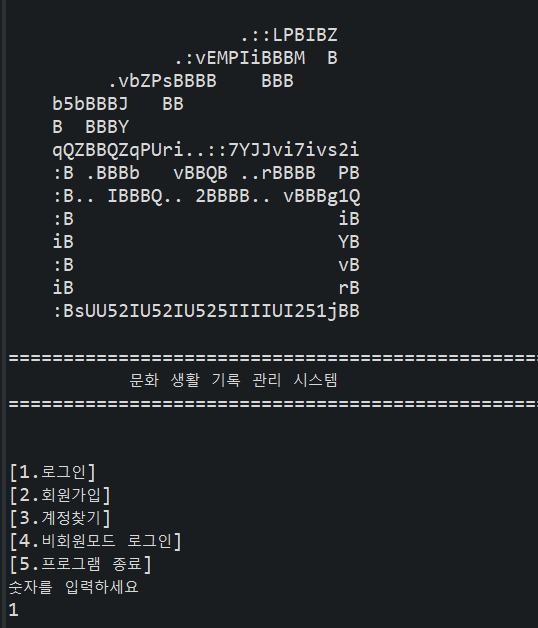 .::LPBIBZ
.:vEMPIiBBBM  B
.vbZPsBBBB    BBB
b5bBBBJ   BB
B  BBBY
qQZBBQZqPUri..::7YJJvi7ivs2i
:B .BBBb   vBBQB ..rBBBB  PB
:B.. IBBBQ.. 2BBBB.. vBBBg1Q
:B                        iB
iB                        YB
:B                        vB
iB                        rB
:BsUU52IU52IU525IIIIUI251jBB
=================================================
문화 생활 기록 관리 시스템
=================================================
[1.로그인]
[2.회원가입]
[3.계정찾기]
[4.비회원모드 로그인]
[5.프로그램 종료]
숫자를 입력하세요
1